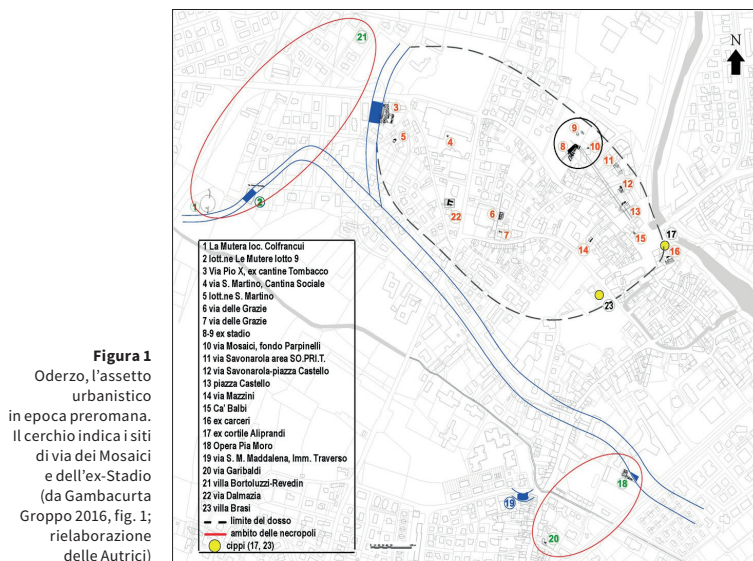 Figura 1
Oderzo, l'assetto
urbanistico
in epoca preromana.
Il cerchio indica i siti
di via dei Mosaici
e dell'ex-Stadio
(da Gambacurta
Groppo 2016, fig. 1;
rielaborazione
delle Autrici)
N
21
3
5
4
9
8
10
11
12
13
15
17
16
14
22
6
7
23
1
2
18
19
20
1 La Mutera loc. Colfrancui
2 lott.ne Le Mutere lotto 9
3 Via Pio X, ex cantine Tombacco
4 via S. Martino, Cantina Sociale
5 lott.ne S. Martino
6 via delle Grazie
7 via delle Grazie
8-9 ex stadio
10 via Mosaici, fondo Parpinelli
11 via Savonarola area SO.PRI.T.
12 via Savonarola-piazza Castello
13 piazza Castello
14 via Mazzini
15 Ca' Balbi
16 ex carceri
17 ex cortile Aliprandi
18 Opera Pia Moro
19 via S. M. Maddalena, Imm. Traverso
20 via Garibaldi
21 villa Bortoluzzi-Revedin
22 via Dalmazia
23 villa Brasi
limite del dosso
ambito delle necropoli
cippi (17, 23)